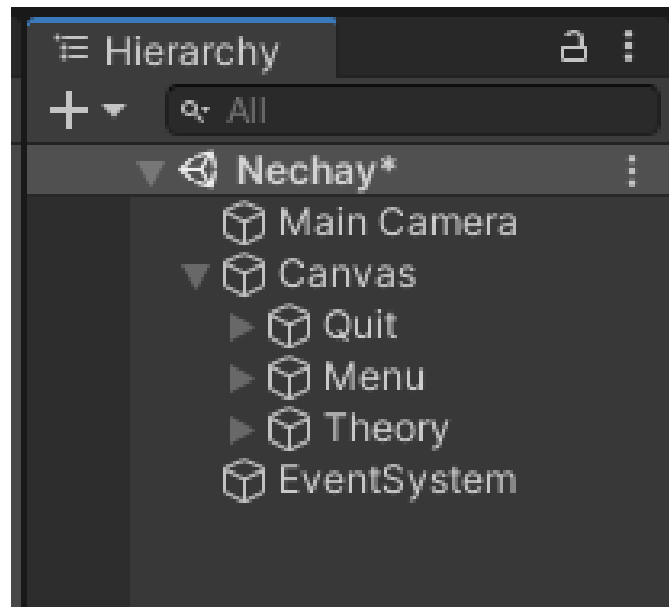 Hierarchy
All
Nechay*
Main Camera
Canvas
Quit
Menu
Theory
EventSystem